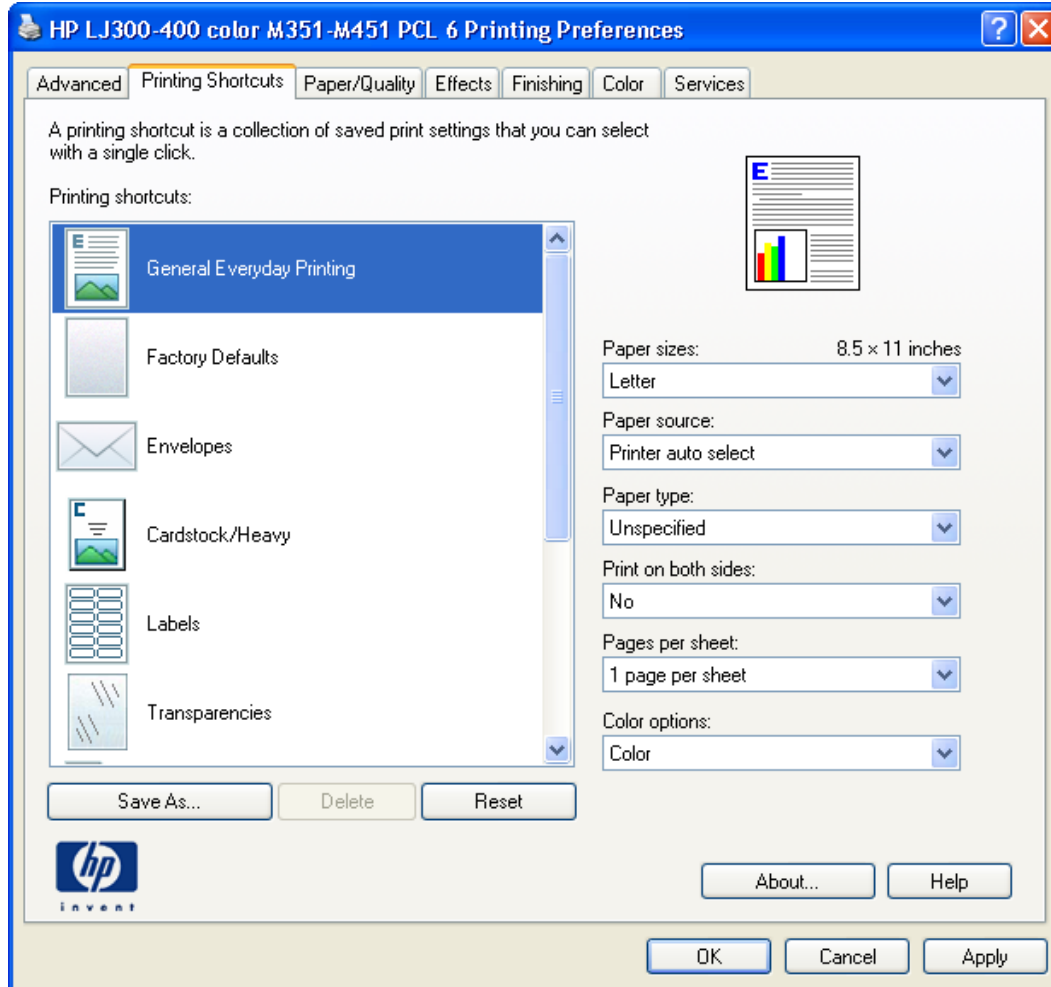 HP LJ300-400 color M351-M451 PCL 6 Printing Preferences
Advanced Printing Shortcuts Paper/Quality Effects Finishing Color Services
A printing shortcut is a collection of saved print settings that you can select
with a single click.
Printing shortcuts:
E
General Everyday Printing
Factory Defaults
Envelopes
E
Cardstock/Heavy
Labels
Transparencies
Save As... Delete Reset
E
Paper sizes: 8.5 × 11 inches
Letter
Paper source:
Printer auto select
Paper type:
Unspecified
Print on both sides:
No
Pages per sheet:
1 page per sheet
Color options:
Color
hp
invent
About... Help
OK Cancel Apply